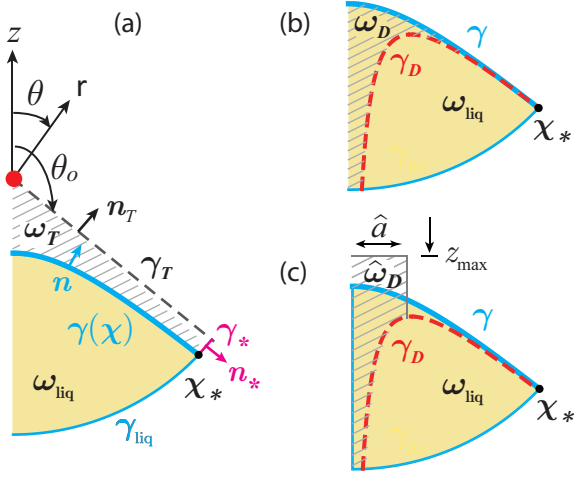 (a)
z
θ
r
θ_o
n_T
ω_T
γ_T
n
γ(χ)
γ_*
n_*
χ_*
ω_liq
γ_liq
(b)
ω_D
γ
γ_D
ω_liq
χ_*
(c)
â
z_max
ω̂_D
γ
γ_D
ω_liq
χ_*